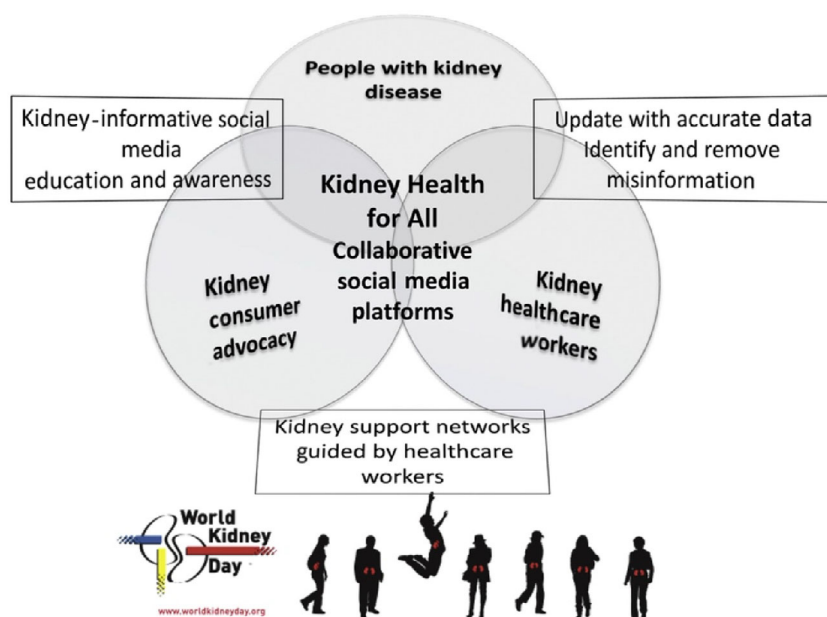 People with kidney
disease
Kidney-informative social
media
education and awareness
Update with accurate data
Identify and remove
misinformation
Kidney Health
for All
Collaborative
social media
platforms
Kidney
consumer
advocacy
Kidney
healthcare
workers
Kidney support networks
guided by healthcare
workers
World
Kidney
Day
www.worldkidneyday.org